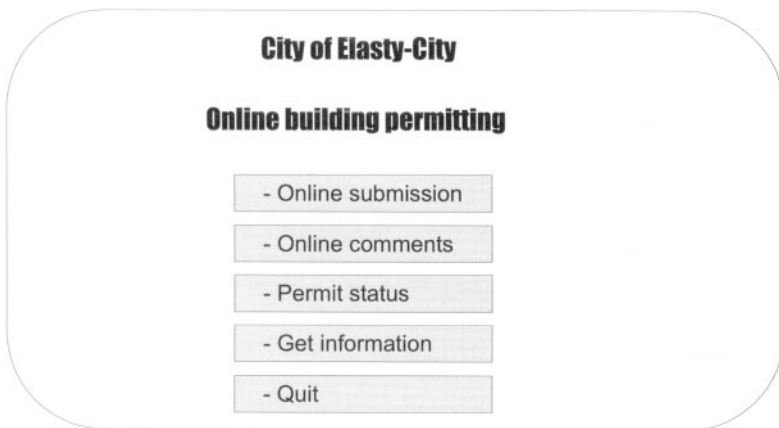 City of Elasty-City
Online building permitting
- Online submission
- Online comments
- Permit status
- Get information
- Quit